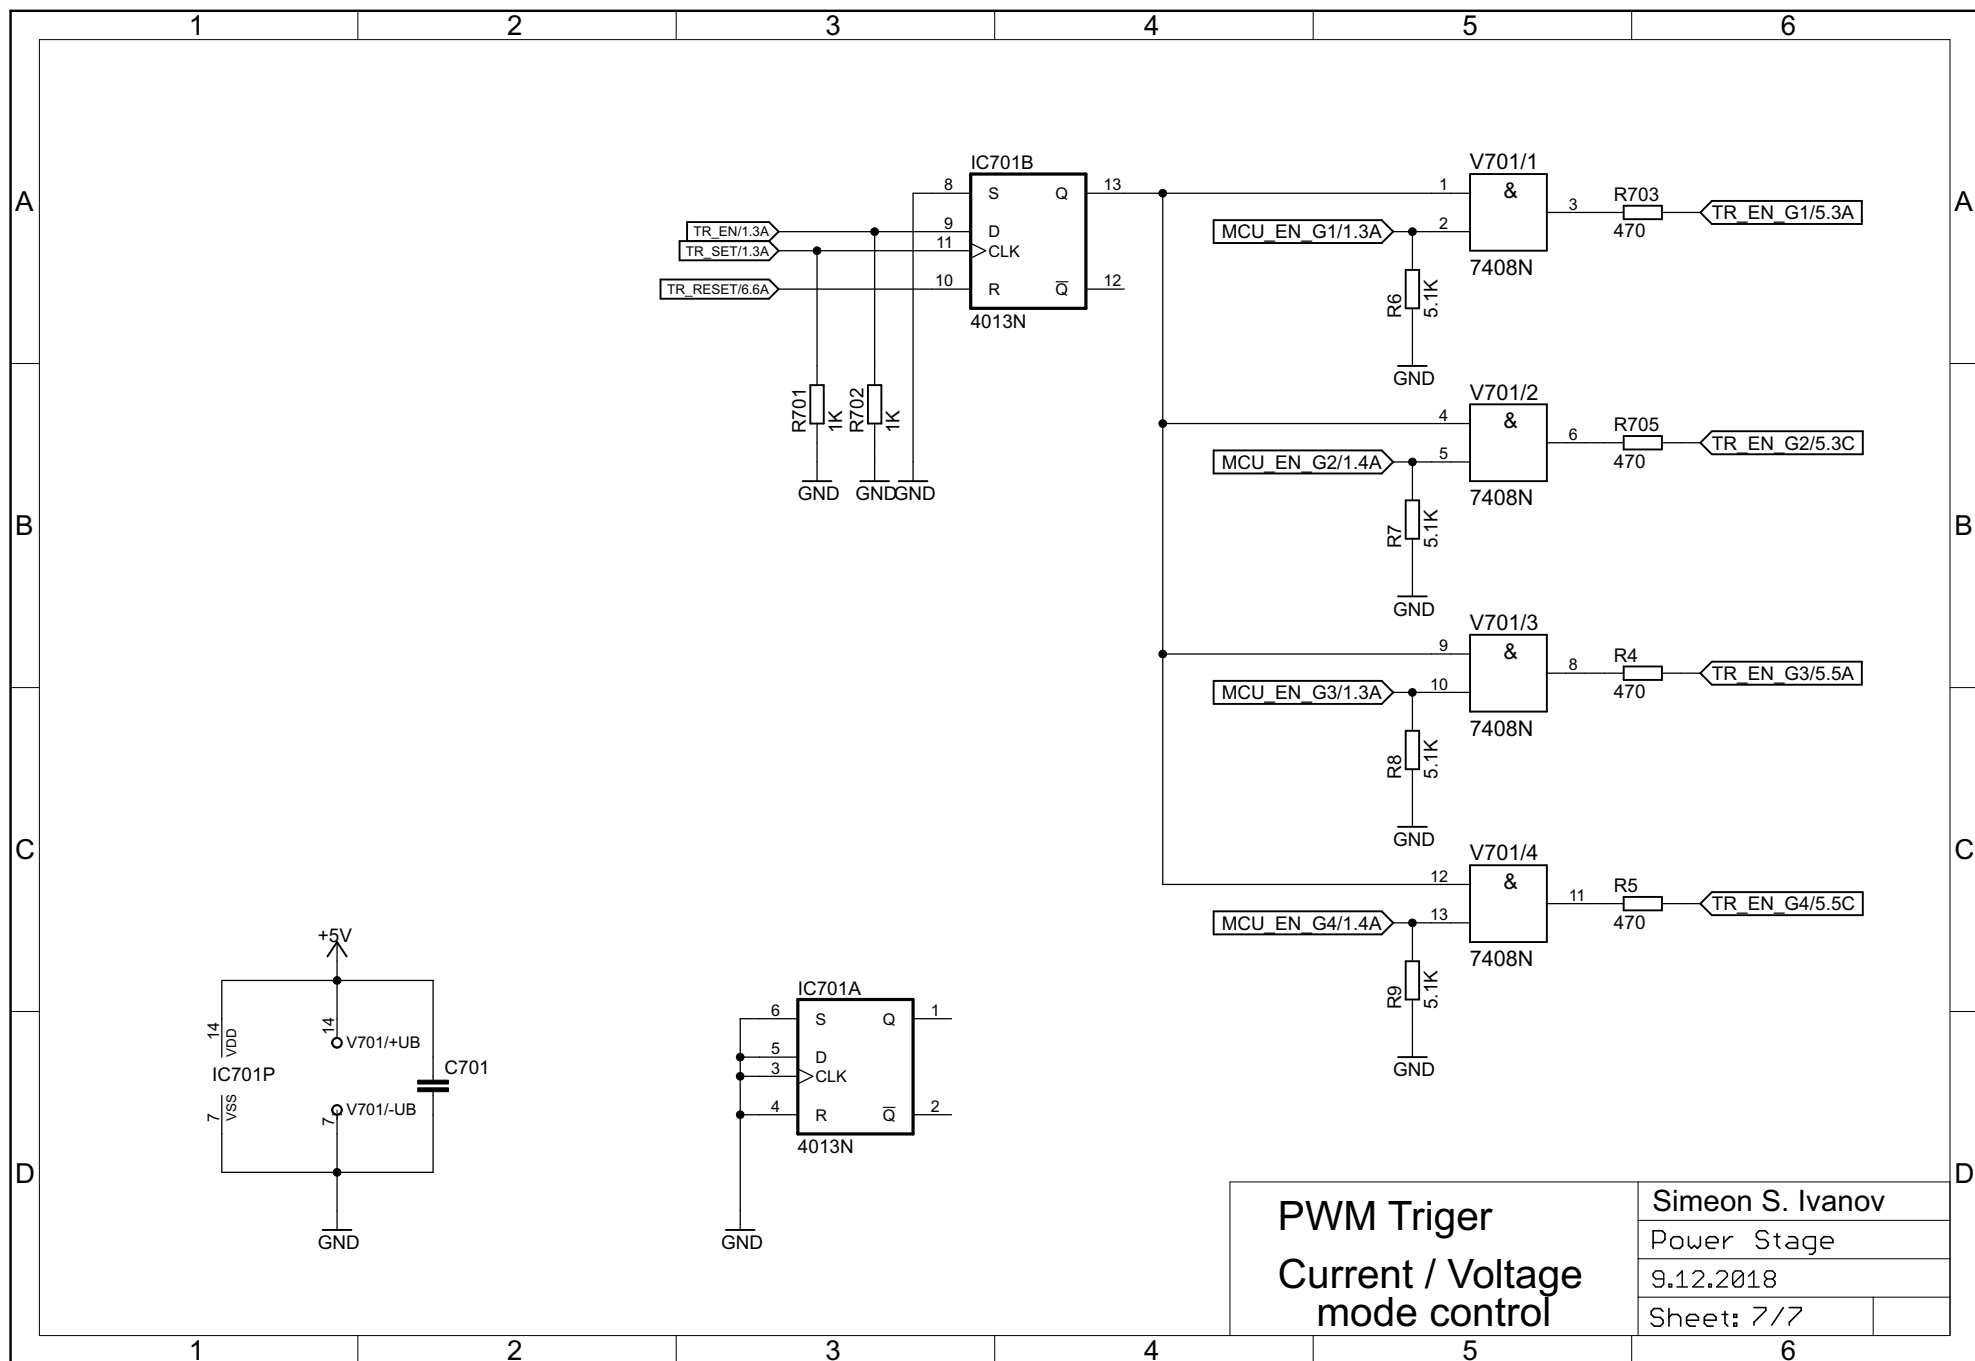 1 2 3 4 5 6
A A
B B
C C
D D
IC701B
8 S Q 13
TR_EN/1.3A 9 D
TR_SET/1.3A 11 CLK
TR_RESET/6.6A 10 R Q 12
4013N
R701 1K
R702 1K
GND GND GND
V701/1
1 &
MCU_EN_G1/1.3A 2
3 R703 TR_EN_G1/5.3A
470
7408N
R6 5.1K
GND
V701/2
4 &
MCU_EN_G2/1.4A 5
6 R705 TR_EN_G2/5.3C
470
7408N
R7 5.1K
GND
V701/3
9 &
MCU_EN_G3/1.3A 10
8 R4 TR_EN_G3/5.5A
470
7408N
R8 5.1K
GND
V701/4
12 &
MCU_EN_G4/1.4A 13
11 R5 TR_EN_G4/5.5C
470
7408N
R9 5.1K
GND
+5V
14 VDD
14 V701/+UB
IC701P
C701
7 VSS
7 V701/-UB
GND
IC701A
6 S Q 1
5 D
3 CLK
4 R Q 2
4013N
GND
PWM Triger
Current / Voltage
mode control
Simeon S. Ivanov
Power Stage
9.12.2018
Sheet: 7/7
1 2 3 4 5 6